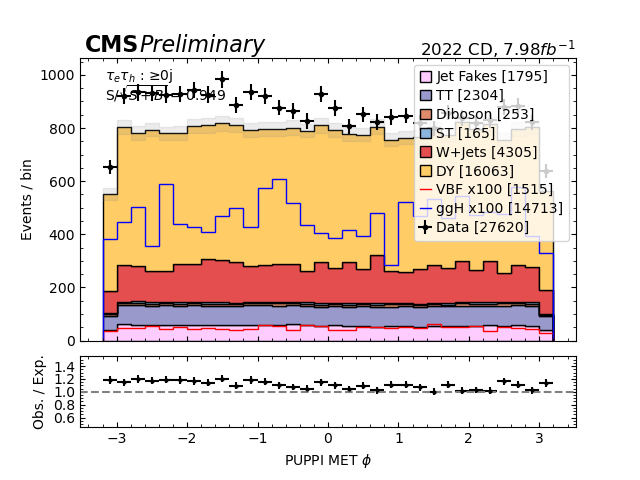 CMS Preliminary
2022 CD, 7.98fb⁻¹
τₑτₕ : ≥0j
S/√S+B = 0.949
Events / bin
1000
800
600
400
200
0
Jet Fakes [1795]
TT [2304]
Diboson [253]
ST [165]
W+Jets [4305]
DY [16063]
VBF x100 [1515]
ggH x100 [14713]
Data [27620]
Obs. / Exp.
1.4
1.2
1.0
0.8
0.6
−3 −2 −1 0 1 2 3
PUPPI MET ϕ